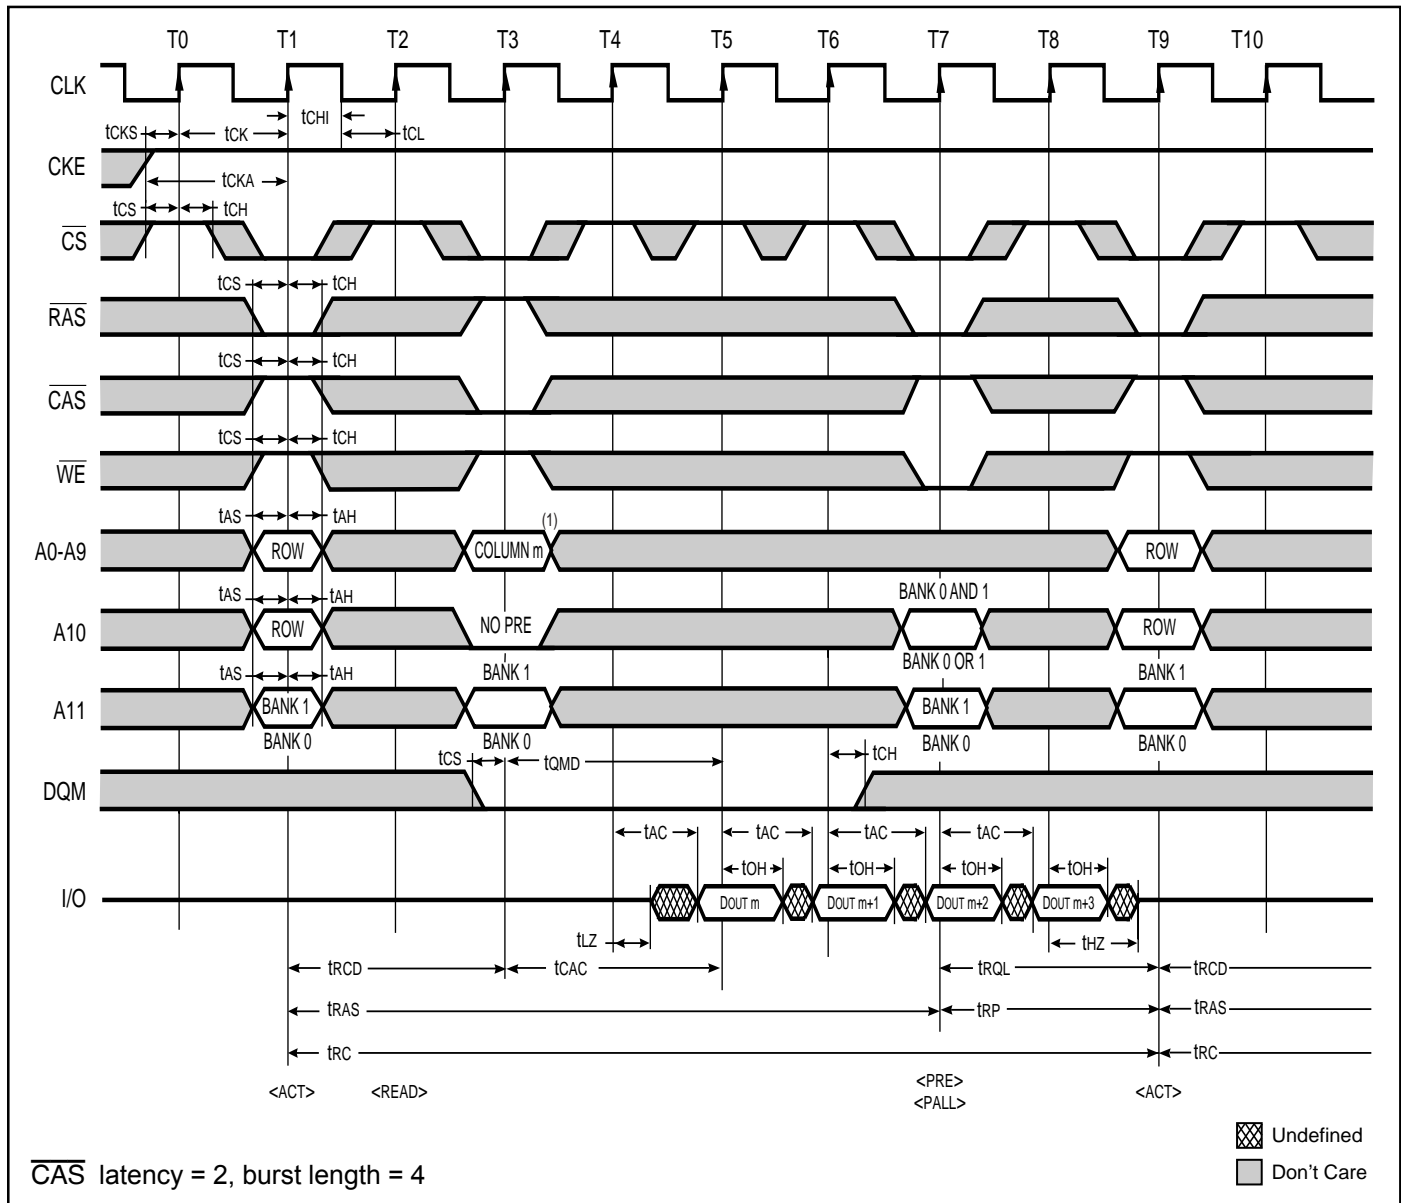 T0 T1 T2 T3 T4 T5 T6 T7 T8 T9 T10
CLK
tCHI
tCKS tCK tCL
CKE
tCKA
tCS tCH
CS
tCS tCH
RAS
tCS tCH
CAS
tCS tCH
WE
tAS tAH (1)
A0-A9 ROW COLUMN m ROW
tAS tAH BANK 0 AND 1
A10 ROW NO PRE ROW
tAS tAH BANK 1 BANK 0 OR 1 BANK 1
A11 BANK 1 BANK 1
BANK 0 BANK 0 BANK 0 BANK 0
tCS tQMD tCH
DQM
tAC tAC tAC tAC
tOH tOH tOH tOH
I/O DOUT m DOUT m+1 DOUT m+2 DOUT m+3
tLZ tHZ
tRCD tCAC tRQL tRCD
tRAS tRP tRAS
tRC tRC
<ACT> <READ> <PRE> <ACT>
<PALL>
Undefined
Don't Care
CAS latency = 2, burst length = 4